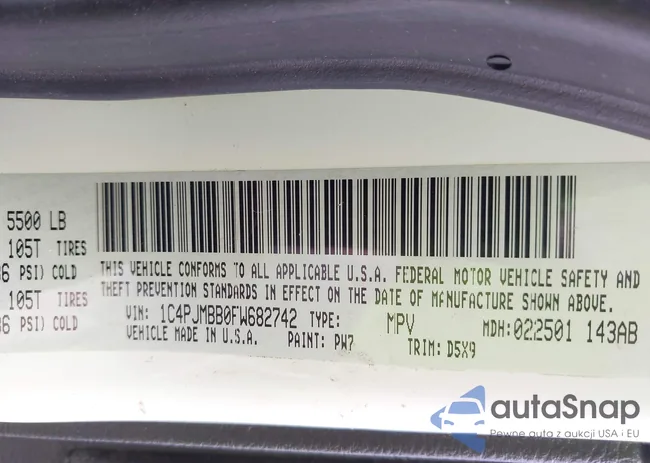 5500 LB
105T TIRES
PSI) COLD
105T TIRES
PSI) COLD
THIS VEHICLE CONFORMS TO ALL APPLICABLE U.S.A. FEDERAL MOTOR VEHICLE SAFETY AND
THEFT PREVENTION STANDARDS IN EFFECT ON THE DATE OF MANUFACTURE SHOWN ABOVE.
VIN: 1C4PJMBB0FW682742 TYPE: MPV MDH: 022501 143AB
VEHICLE MADE IN U.S.A. PAINT: PW7 TRIM: D5X9
autaSnap
Pewne auta z aukcji USA i EU